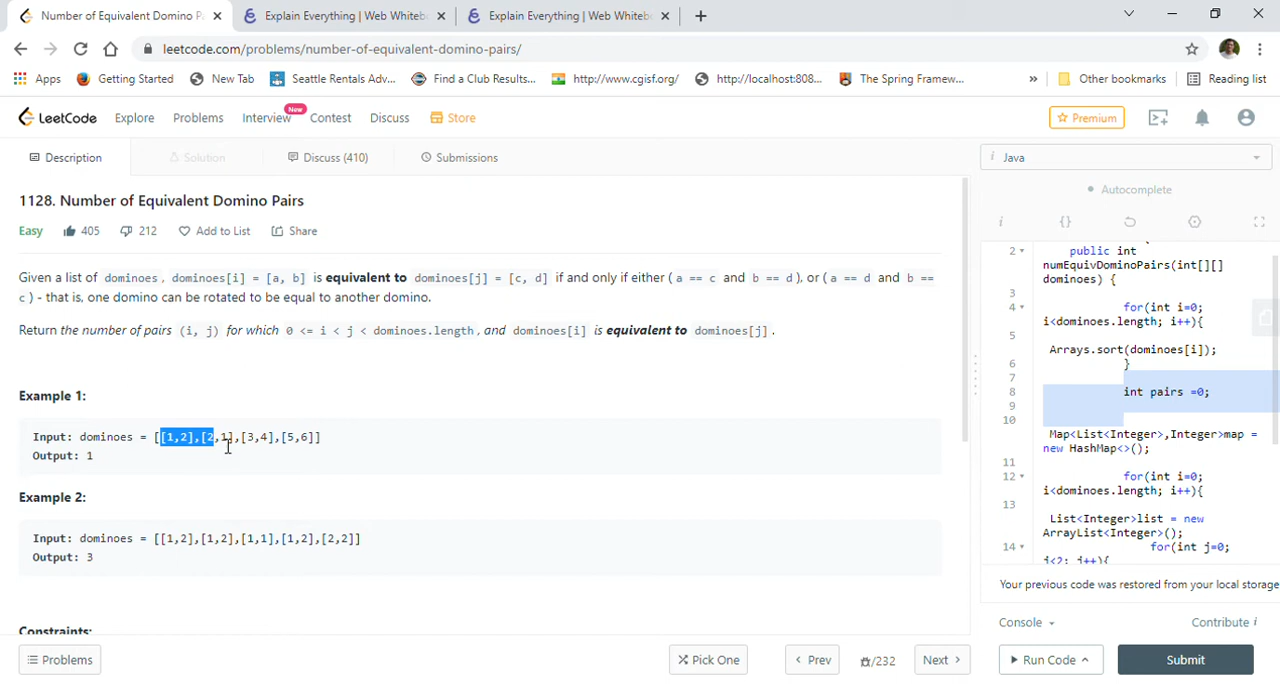 Number of Equivalent Domino P
Explain Everything | Web Whiteb
Explain Everything | Web Whiteb
leetcode.com/problems/number-of-equivalent-domino-pairs/
Apps
Getting Started
New Tab
Seattle Rentals Adv...
Find a Club Results...
http://www.cgisf.org/
http://localhost:808...
The Spring Framew...
»
Other bookmarks
Reading list
LeetCode
Explore
Problems
Interview
New
Contest
Discuss
Store
Premium
Description
Solution
Discuss (410)
Submissions
i Java
1128. Number of Equivalent Domino Pairs
Easy
405
212
Add to List
Share
Given a list of dominoes, dominoes[i] = [a, b] is equivalent to dominoes[j] = [c, d] if and only if either (a == c and b == d), or (a == d and b ==
c) - that is, one domino can be rotated to be equal to another domino.
Return the number of pairs (i, j) for which 0 <= i < j < dominoes.length, and dominoes[i] is equivalent to dominoes[j].
Example 1:
Input: dominoes = [[1,2],[2,1],[3,4],[5,6]]
Output: 1
Example 2:
Input: dominoes = [[1,2],[1,2],[1,1],[1,2],[2,2]]
Output: 3
Constraints:
Autocomplete
i
{}
2
public int
numEquivDominoPairs(int[][]
dominoes) {
3
4
for(int i=0;
i<dominoes.length; i++){
5
Arrays.sort(dominoes[i]);
6
}
7
8
int pairs =0;
9
10
Map<List<Integer>,Integer>map =
new HashMap<>();
11
12
for(int i=0;
i<dominoes.length; i++){
13
List<Integer>list = new
ArrayList<Integer>();
14
for(int j=0;
j<2; j++){
Your previous code was restored from your local storage
Console
Contribute i
Problems
Pick One
Prev
/232
Next
Run Code
Submit